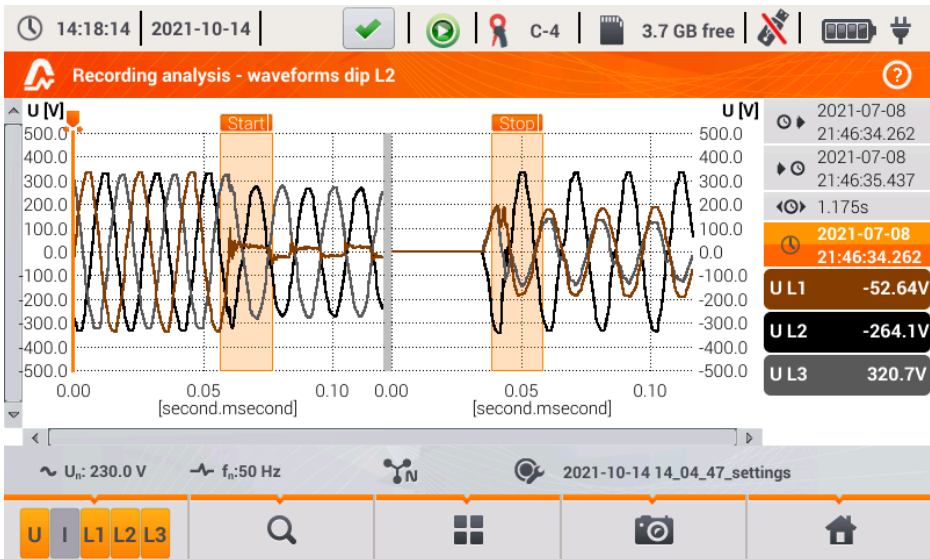 14:18:14 2021-10-14 C-4 3.7 GB free
Recording analysis - waveforms dip L2 ?
U [V] U [V]
Start Stop
500.0 500.0
400.0 400.0
300.0 300.0
200.0 200.0
100.0 100.0
0.0 0.0
-100.0 -100.0
-200.0 -200.0
-300.0 -300.0
-400.0 -400.0
-500.0 -500.0
0.00 0.05 0.10 0.00 0.05 0.10
[second.msecond] [second.msecond]
2021-07-08
21:46:34.262
2021-07-08
21:46:35.437
1.175s
2021-07-08
21:46:34.262
U L1 -52.64V
U L2 -264.1V
U L3 320.7V
Un: 230.0 V fn:50 Hz N 2021-10-14 14_04_47_settings
U I L1 L2 L3